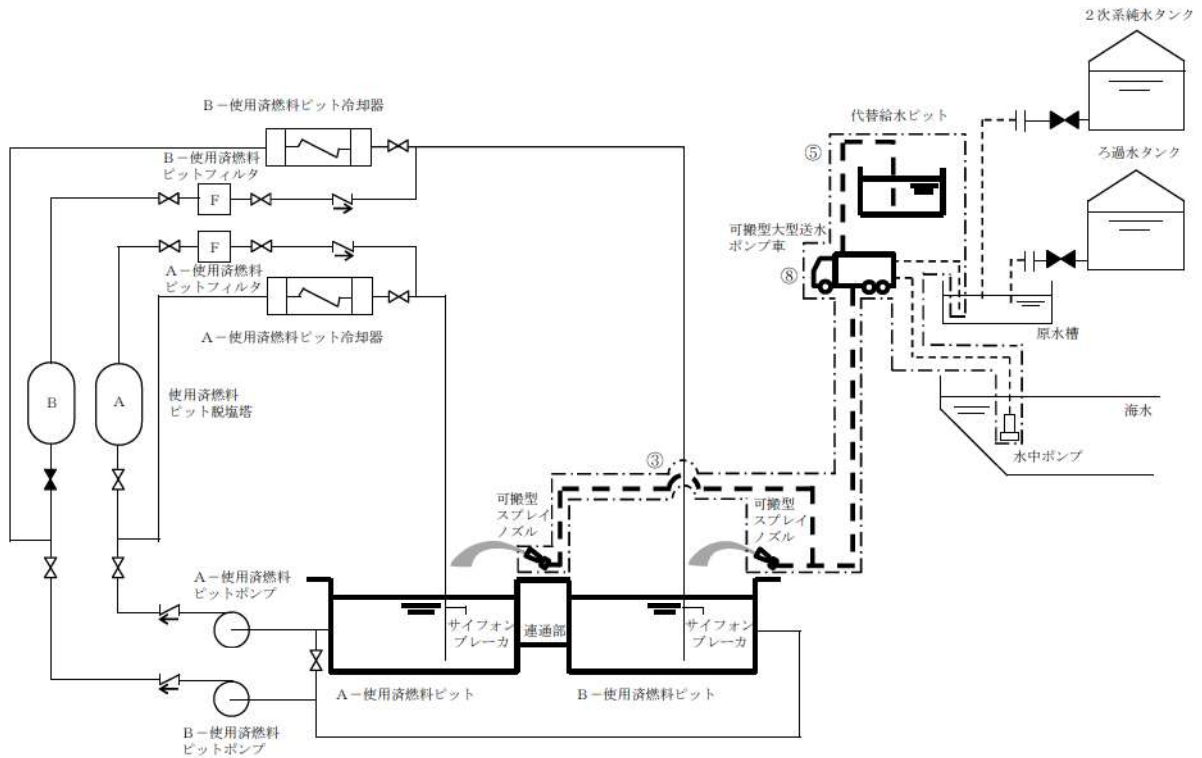 2次系純水タンク
B-使用済燃料ピット冷却器
代替給水ピット
⑤
B-使用済燃料
ピットフィルタ
F
ろ過水タンク
F
可搬型大型送水
ポンプ車
A-使用済燃料
ピットフィルタ
⑧
A-使用済燃料ピット冷却器
原水槽
B
A
使用済燃料
ピット脱塩塔
海水
水中ポンプ
③
可搬型
スプレイ
ノズル
可搬型
スプレイ
ノズル
A-使用済燃料
ピットポンプ
サイフォン
ブレーカ
連通部
サイフォン
ブレーカ
A-使用済燃料ピット
B-使用済燃料ピット
B-使用済燃料
ピットポンプ